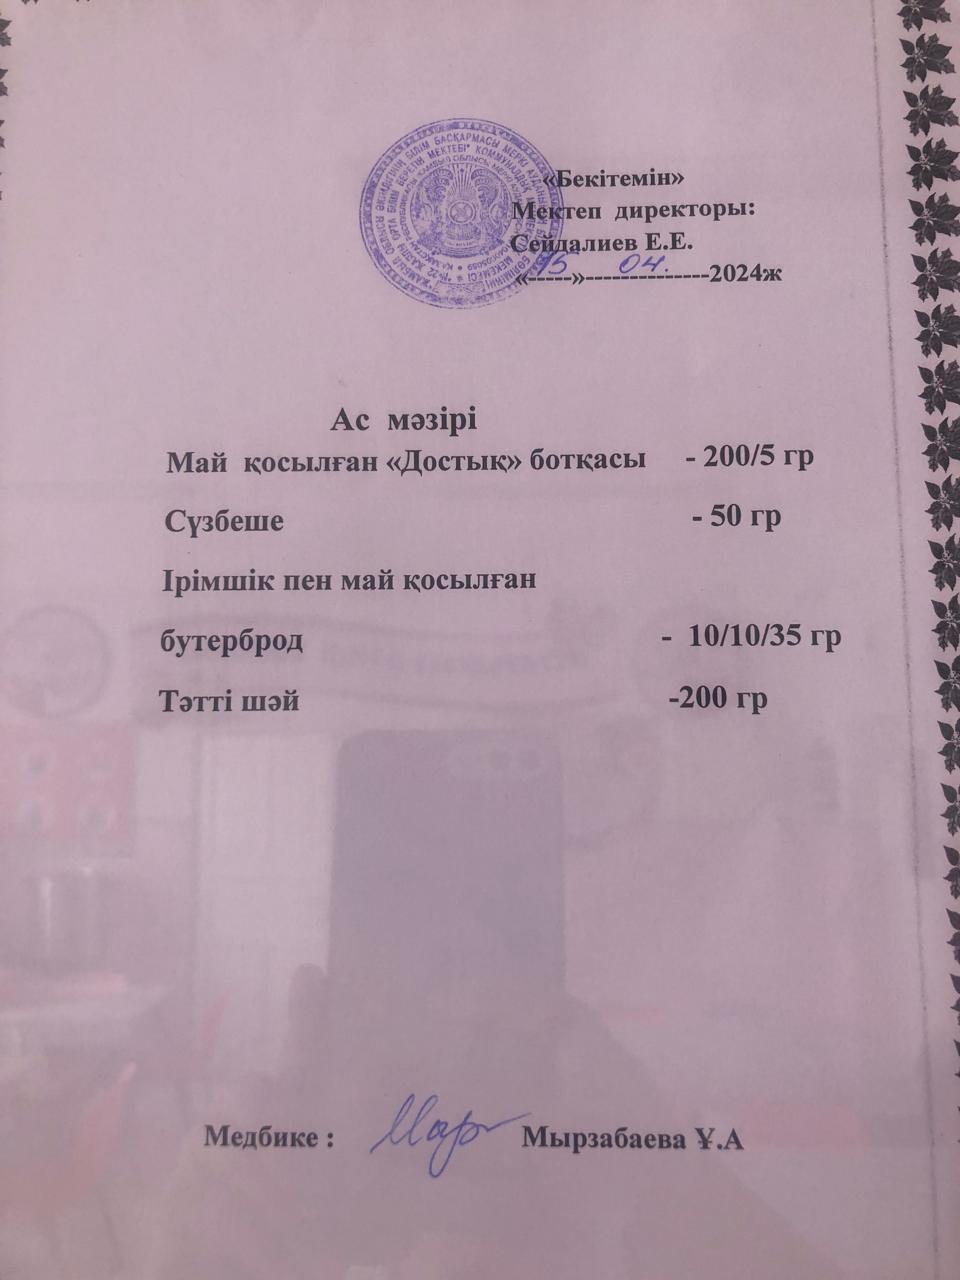 «Бекітемін»
Мектеп директоры:
Сейдалиев Е.Е.
«--15--»-----04.-----2024ж
Ас мәзірі
Май қосылған «Достық» ботқасы - 200/5 гр
Сүзбеше - 50 гр
Ірімшік пен май қосылған
бутерброд - 10/10/35 гр
Тәтті шәй -200 гр
Медбике : Мырзабаева Ұ.А